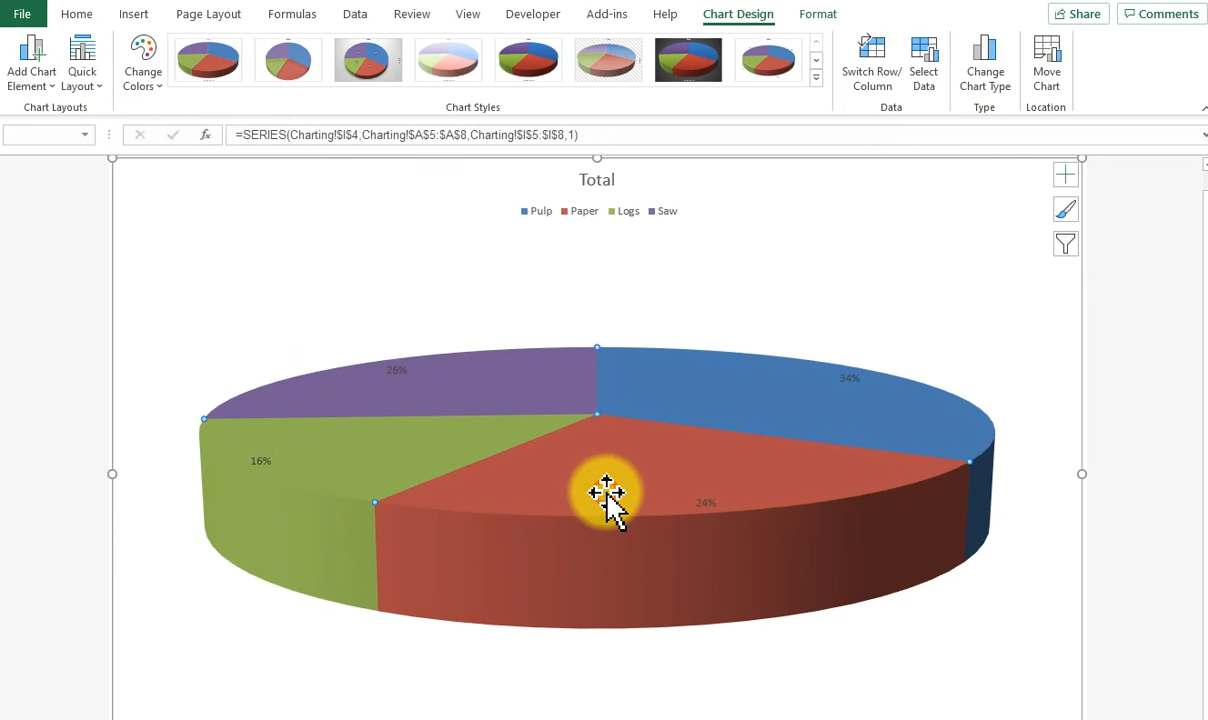 File Home Insert Page Layout Formulas Data Review View Developer Add-ins Help Chart Design Format Share Comments
Add Chart Element Quick Layout Change Colors Switch Row/ Column Select Data Change Chart Type Move Chart
Chart Layouts Chart Styles Data Type Location
fx =SERIES(Charting!$I$4,Charting!$A$5:$A$8,Charting!$I$5:$I$8,1)
Total
Pulp Paper Logs Saw
26%
34%
16%
24%